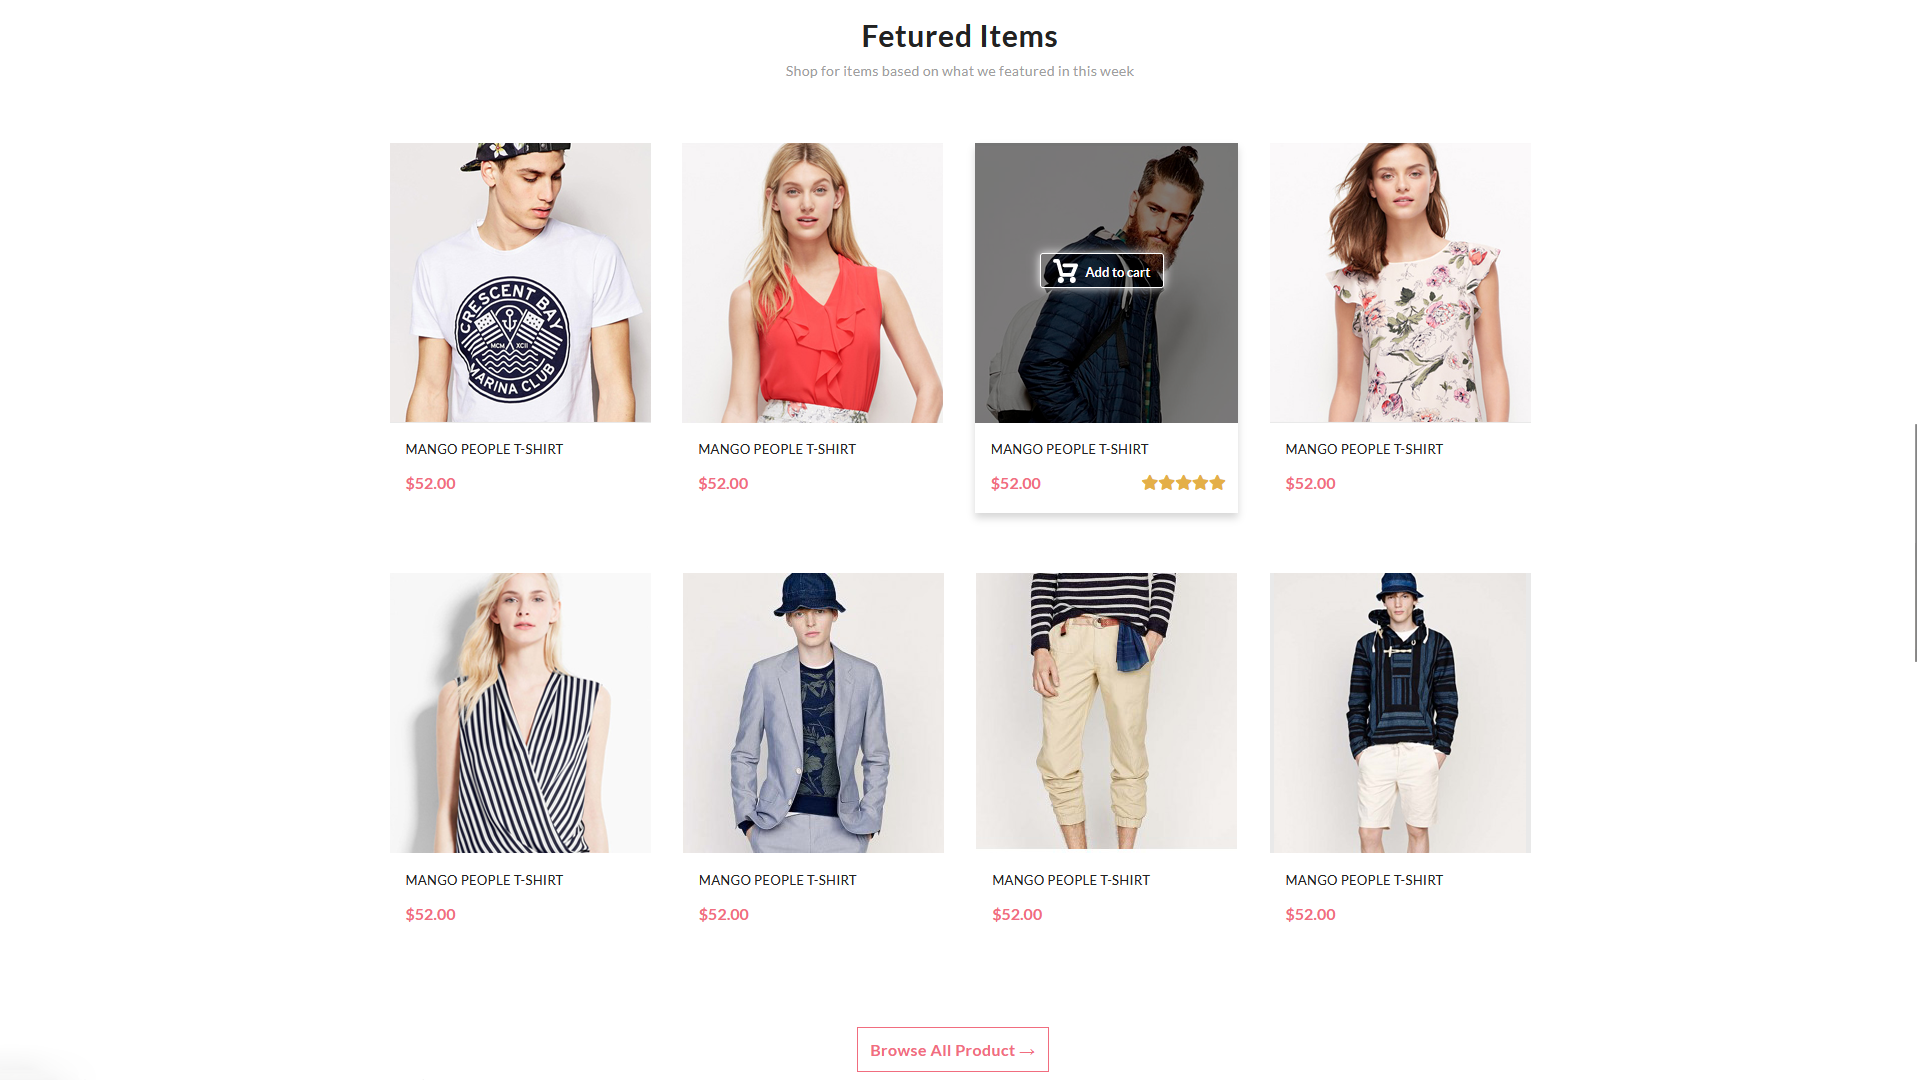 Fetured Items
Shop for items based on what we featured in this week
CRESCENT BAY
MCM XCII
MARINA CLUB
Add to cart
MANGO PEOPLE T-SHIRT
$52.00
MANGO PEOPLE T-SHIRT
$52.00
MANGO PEOPLE T-SHIRT
$52.00
MANGO PEOPLE T-SHIRT
$52.00
MANGO PEOPLE T-SHIRT
$52.00
MANGO PEOPLE T-SHIRT
$52.00
MANGO PEOPLE T-SHIRT
$52.00
MANGO PEOPLE T-SHIRT
$52.00
Browse All Product →